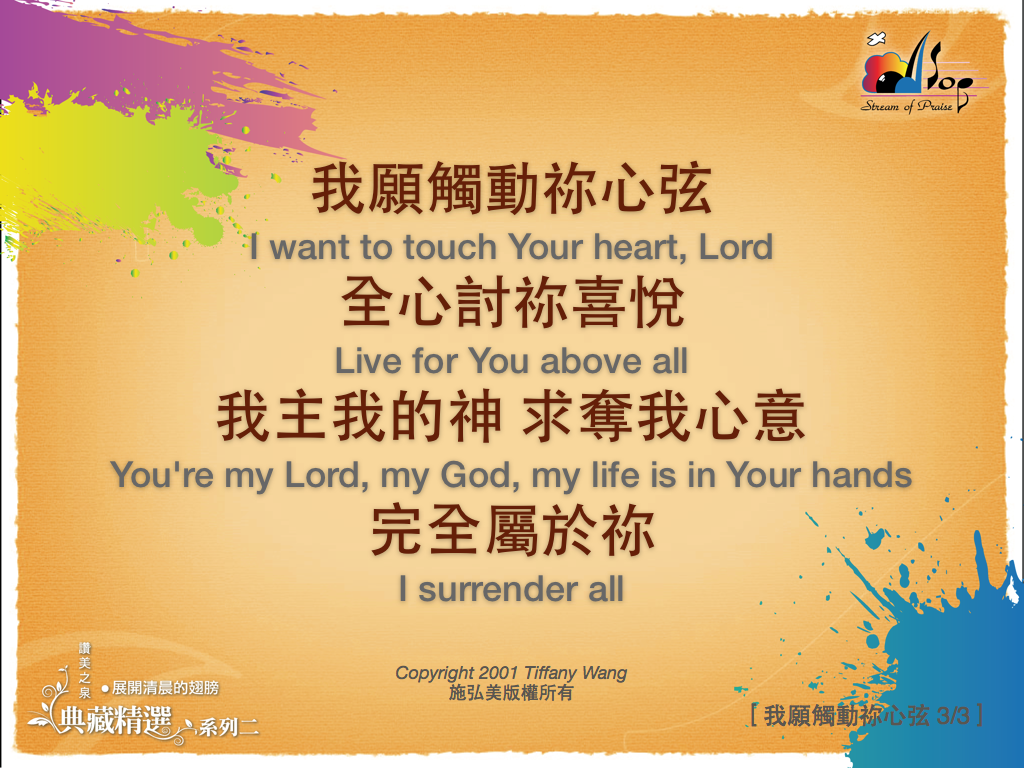 SOP
Stream of Praise
我願觸動祢心弦
I want to touch Your heart, Lord
全心討祢喜悅
Live for You above all
我主我的神 求奪我心意
You're my Lord, my God, my life is in Your hands
完全屬於祢
I surrender all
Copyright 2001 Tiffany Wang
施弘美版權所有
讚美之泉
●展開清晨的翅膀
典藏精選 系列二
[ 我願觸動祢心弦 3/3 ]